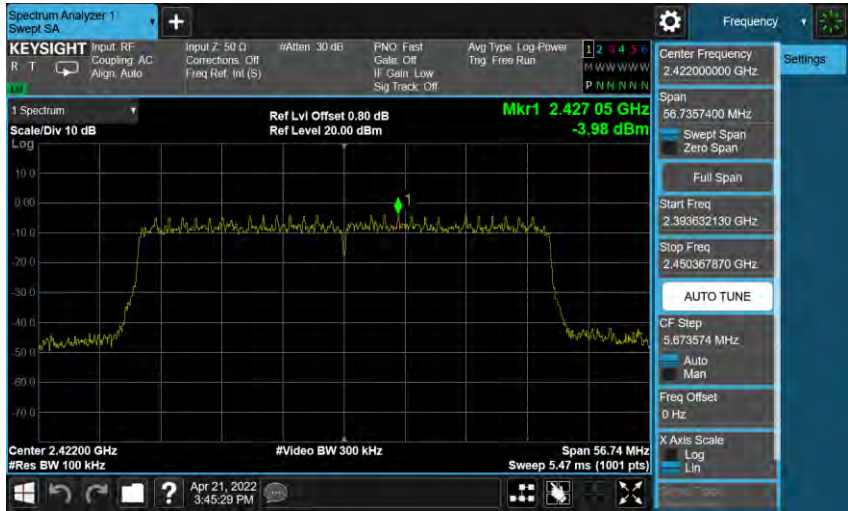 Spectrum Analyzer 1
Swept SA
Frequency
KEYSIGHT
R T
Input: RF
Coupling: AC
Align: Auto
Input Z: 50 Ω
Corrections: Off
Freq Ref: Int (S)
#Atten: 30 dB
PNO: Fast
Gate: Off
IF Gain: Low
Sig Track: Off
Avg Type: Log-Power
Trig: Free Run
1 2 3 4 5 6
M W W W W W
P N N N N N
1 Spectrum
Scale/Div 10 dB
Ref Lvl Offset 0.80 dB
Ref Level 20.00 dBm
Mkr1 2.427 05 GHz
-3.98 dBm
Log
10.0
0.00
1
-10.0
-20.0
-30.0
-40.0
-50.0
-60.0
-70.0
Center 2.42200 GHz
#Res BW 100 kHz
#Video BW 300 kHz
Span 56.74 MHz
Sweep 5.47 ms (1001 pts)
Center Frequency
2.422000000 GHz
Settings
Span
56.7357400 MHz
Swept Span
Zero Span
Full Span
Start Freq
2.393632130 GHz
Stop Freq
2.450367870 GHz
AUTO TUNE
CF Step
5.673574 MHz
Auto
Man
Freq Offset
0 Hz
X Axis Scale
Log
Lin
?
Apr 21, 2022
3:45:29 PM